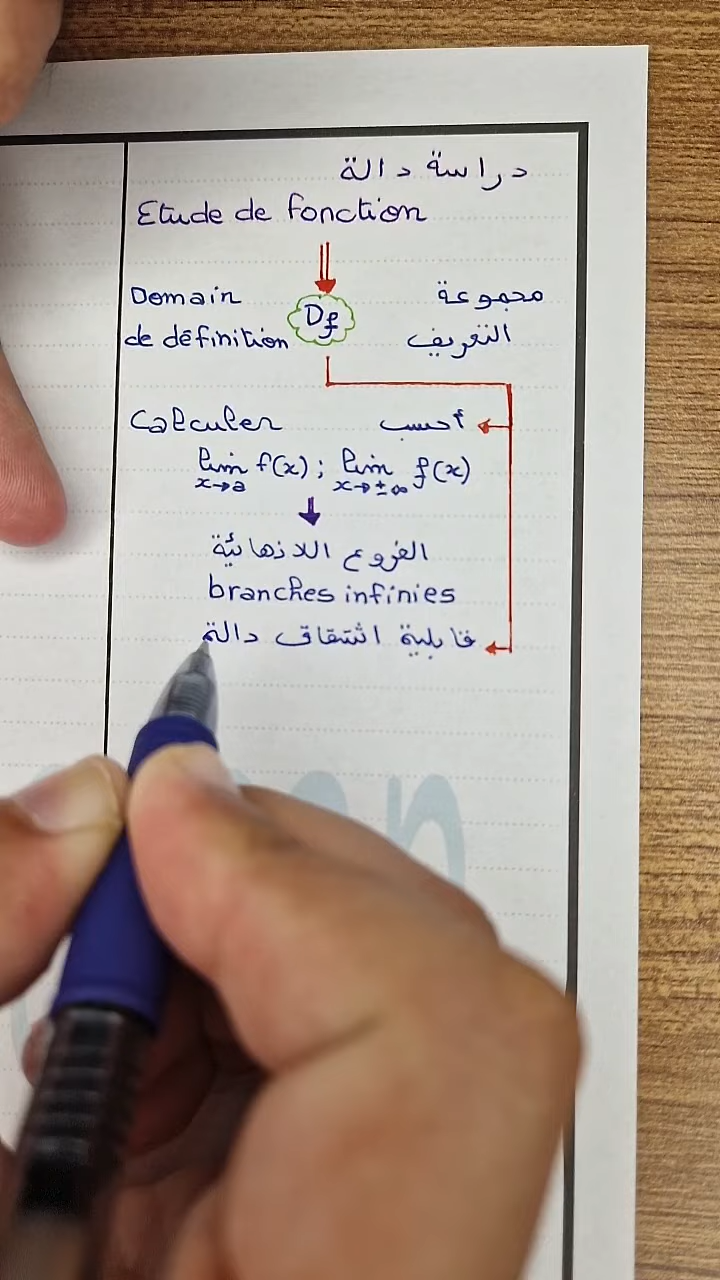 دراسة دالة
Etude de fonction
Domain Df مجموعة
de définition التعريف
Calculer أحسب
lim x→a f(x) ; lim x→±∞ f(x)
الفروع اللانهائية
branches infinies
قابلية اشتقاق دالة